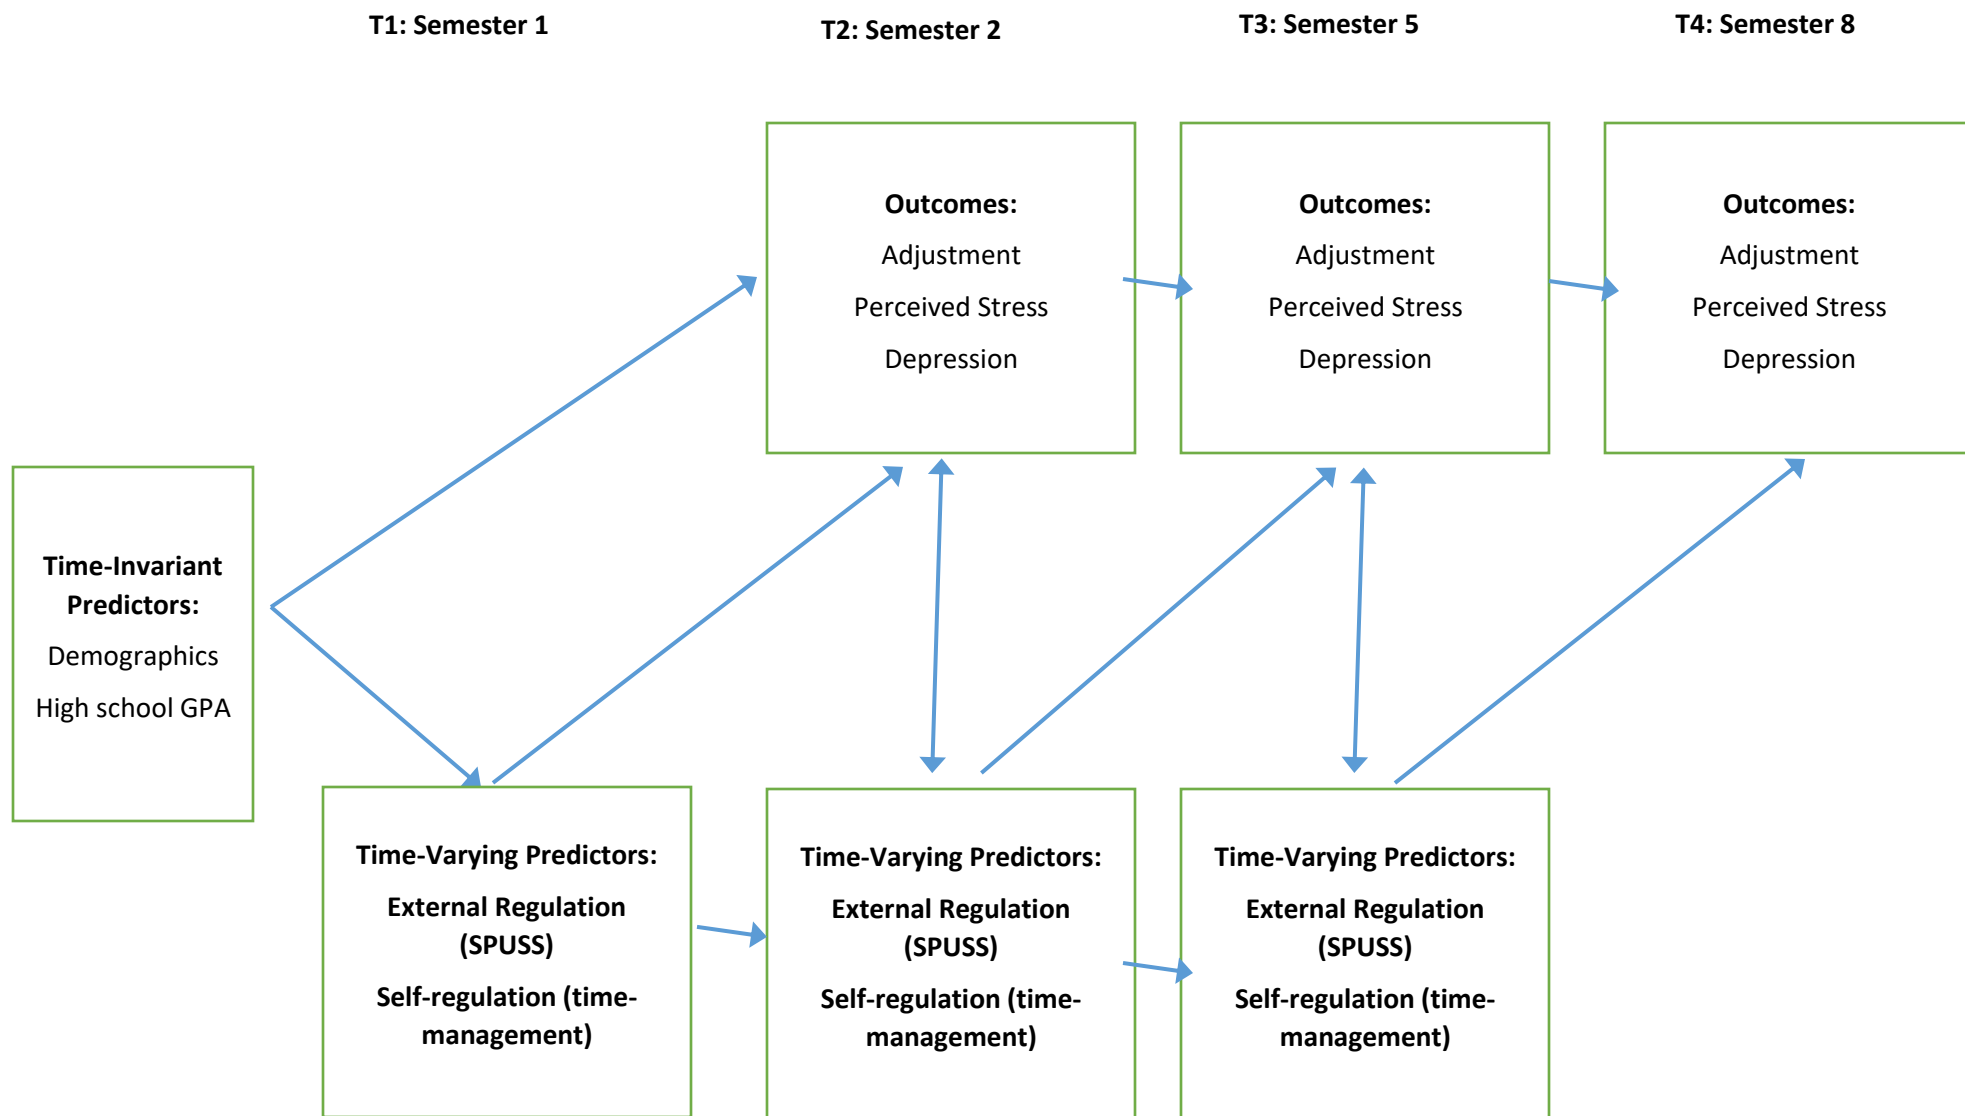 T1: Semester 1
T2: Semester 2
T3: Semester 5
T4: Semester 8
Outcomes:
Adjustment
Perceived Stress
Depression
Outcomes:
Adjustment
Perceived Stress
Depression
Outcomes:
Adjustment
Perceived Stress
Depression
Time-Invariant
Predictors:
Demographics
High school GPA
Time-Varying Predictors:
External Regulation
(SPUSS)
Self-regulation (time-
management)
Time-Varying Predictors:
External Regulation
(SPUSS)
Self-regulation (time-
management)
Time-Varying Predictors:
External Regulation
(SPUSS)
Self-regulation (time-
management)